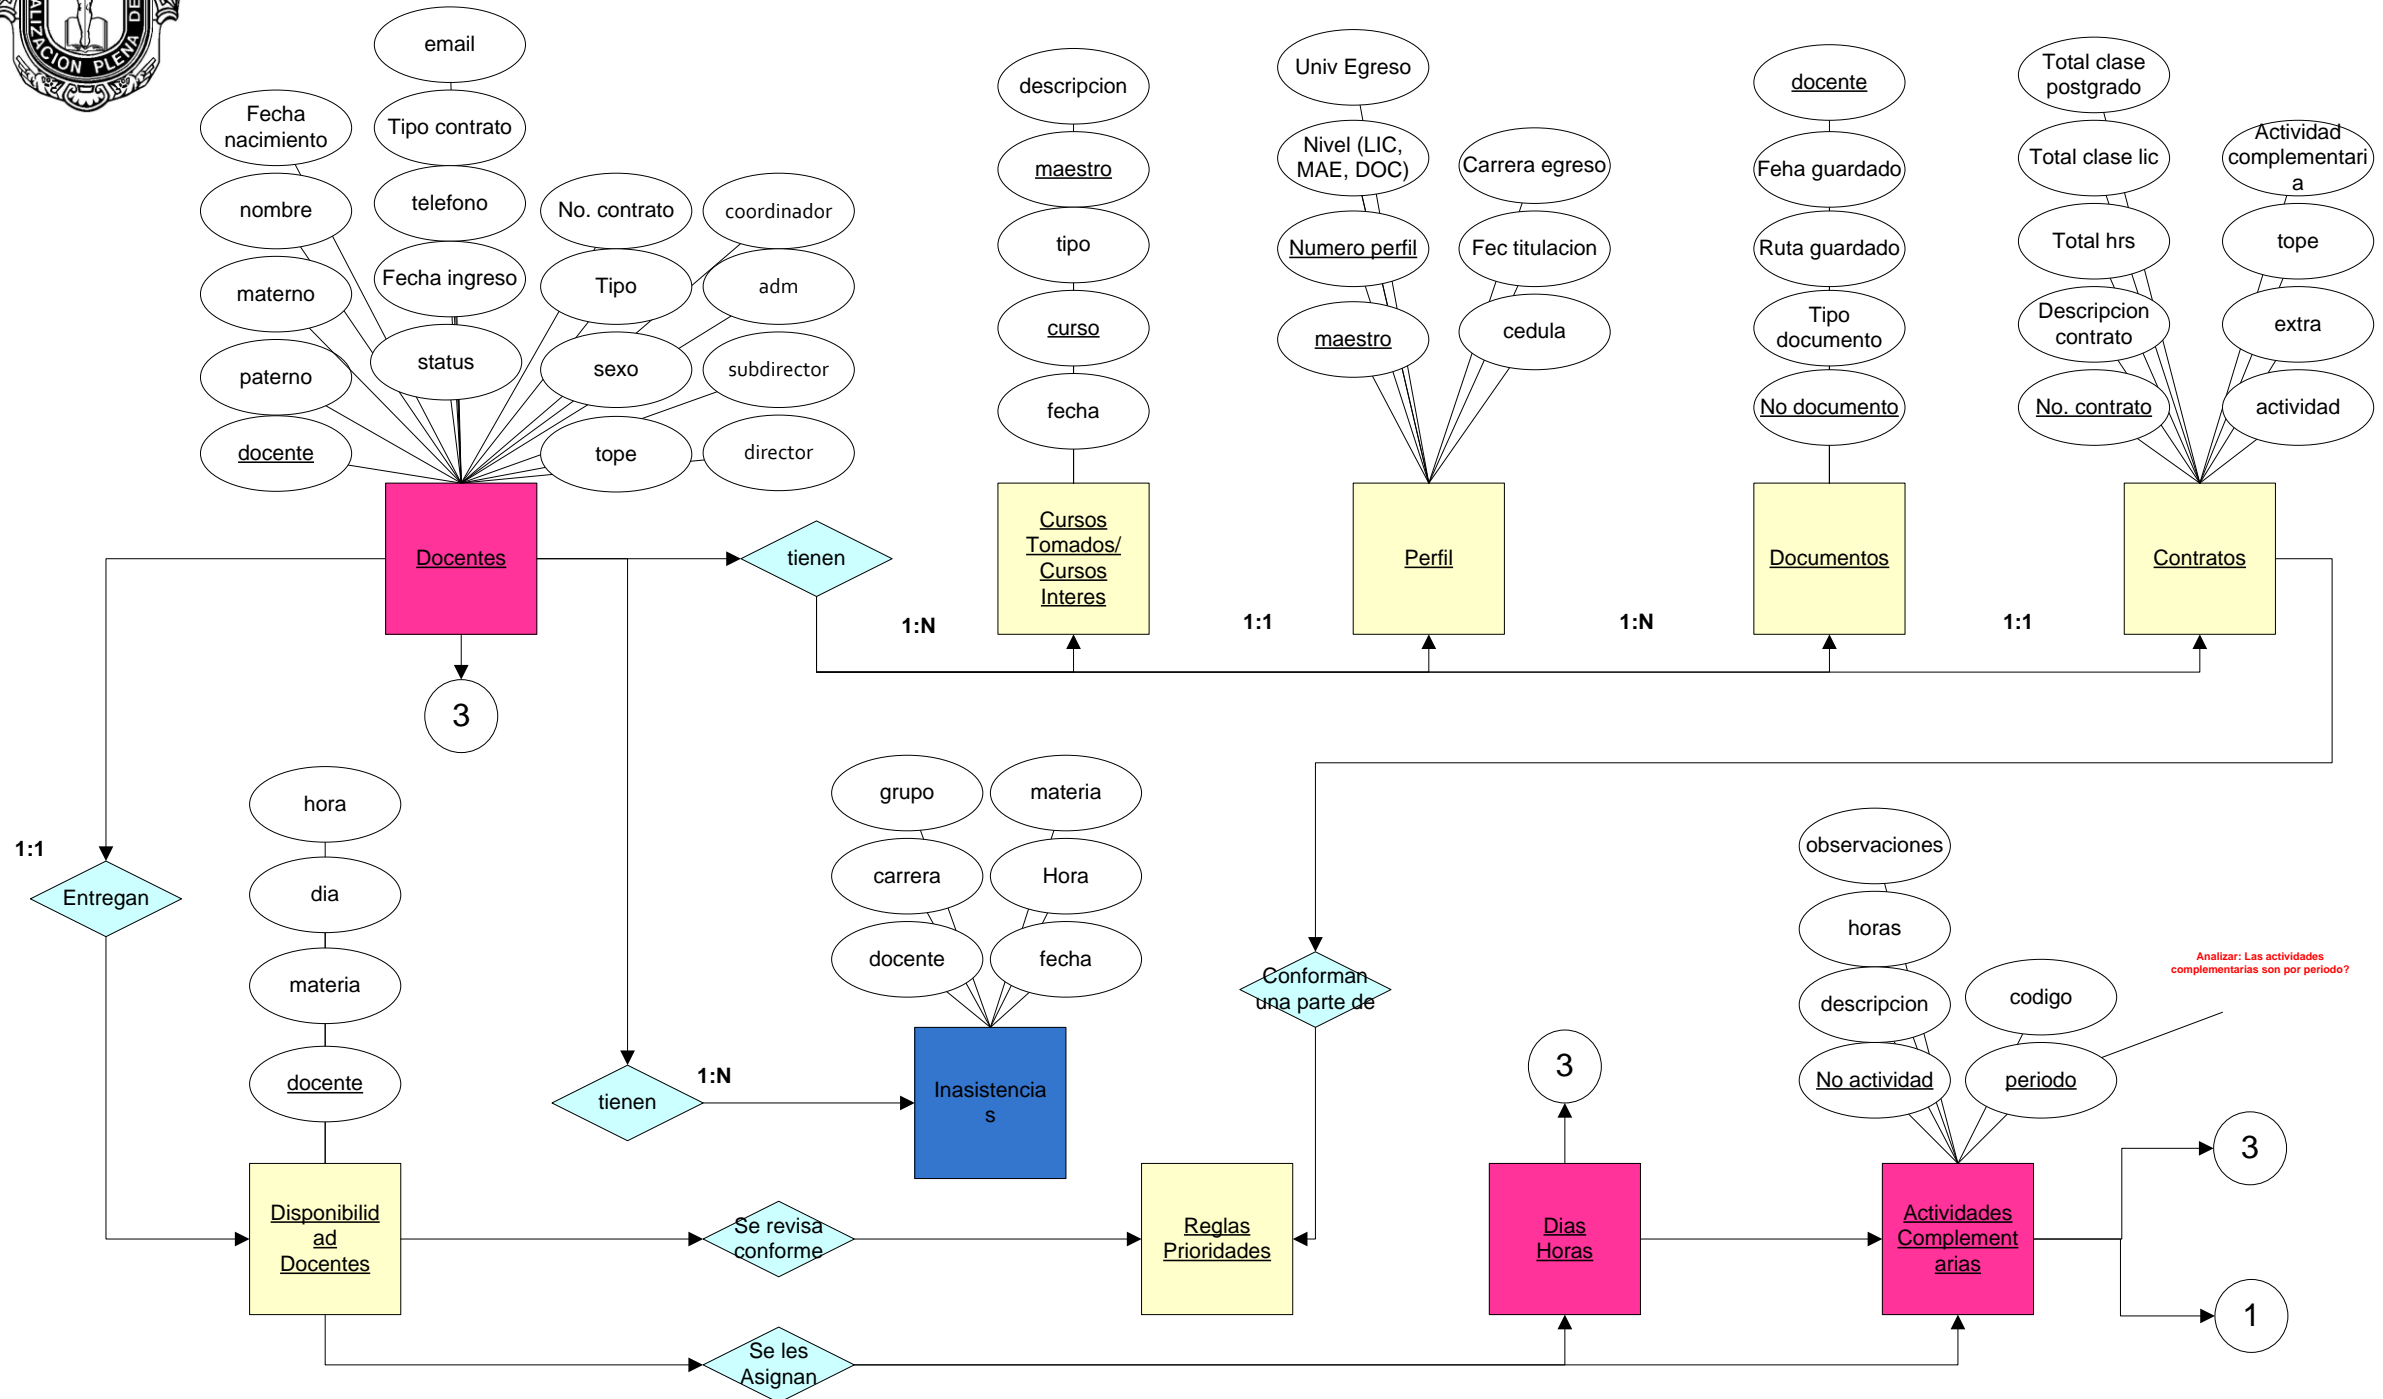 ALIZACION PLENA DE
email
Fecha
nacimiento
Tipo contrato
nombre
telefono
No. contrato
coordinador
materno
Fecha ingreso
Tipo
adm
paterno
status
sexo
subdirector
docente
tope
director
descripcion
maestro
tipo
curso
fecha
Univ Egreso
Nivel (LIC,
MAE, DOC)
Carrera egreso
Numero perfil
Fec titulacion
maestro
cedula
docente
Feha guardado
Ruta guardado
Tipo
documento
No documento
Total clase
postgrado
Total clase lic
Actividad
complementari
a
Total hrs
tope
Descripcion
contrato
extra
No. contrato
actividad
Docentes
tienen
Cursos
Tomados/
Cursos
Interes
Perfil
Documentos
Contratos
1:N
1:1
1:N
1:1
3
hora
dia
materia
docente
1:1
Entregan
grupo
materia
carrera
Hora
docente
fecha
Conforman
una parte de
observaciones
horas
descripcion
codigo
No actividad
periodo
Analizar: Las actividades
complementarias son por periodo?
tienen
1:N
Inasistencia
s
3
3
Disponibilid
ad
Docentes
Se revisa
conforme
Reglas
Prioridades
Dias
Horas
Actividades
Complement
arias
1
Se les
Asignan